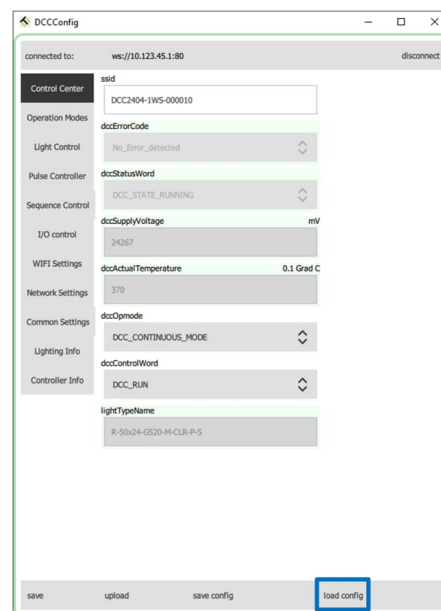 DCCConfig
connected to: ws://10.123.45.1:80 disconnect
Control Center
Operation Modes
Light Control
Pulse Controller
Sequence Control
I/O control
WIFI Settings
Network Settings
Common Settings
Lighting Info
Controller Info
ssid
DCC2404-1WS-000010
dccErrorCode
No_Error_detected
dccStatusWord
DCC_STATE_RUNNING
dccSupplyVoltage mV
24267
dccActualTemperature 0.1 Grad C
370
dccOpmode
DCC_CONTINUOUS_MODE
dccControlWord
DCC_RUN
lightTypeName
R-50x24-GS20-M-CLR-P-S
save upload save config load config